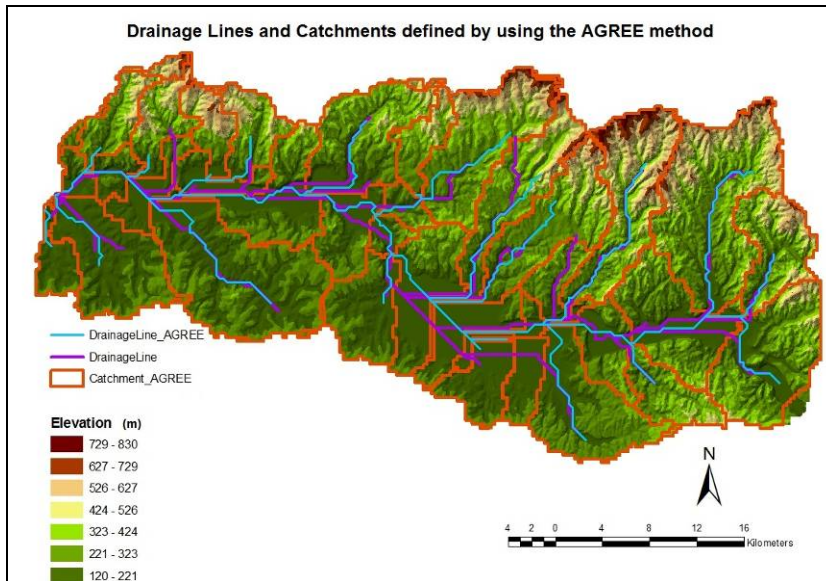 Drainage Lines and Catchments defined by using the AGREE method
DrainageLine_AGREE
DrainageLine
Catchment_AGREE
Elevation (m)
729 - 830
627 - 729
526 - 627
424 - 526
323 - 424
221 - 323
120 - 221
N
4 2 0 4 8 12 16
Kilometers